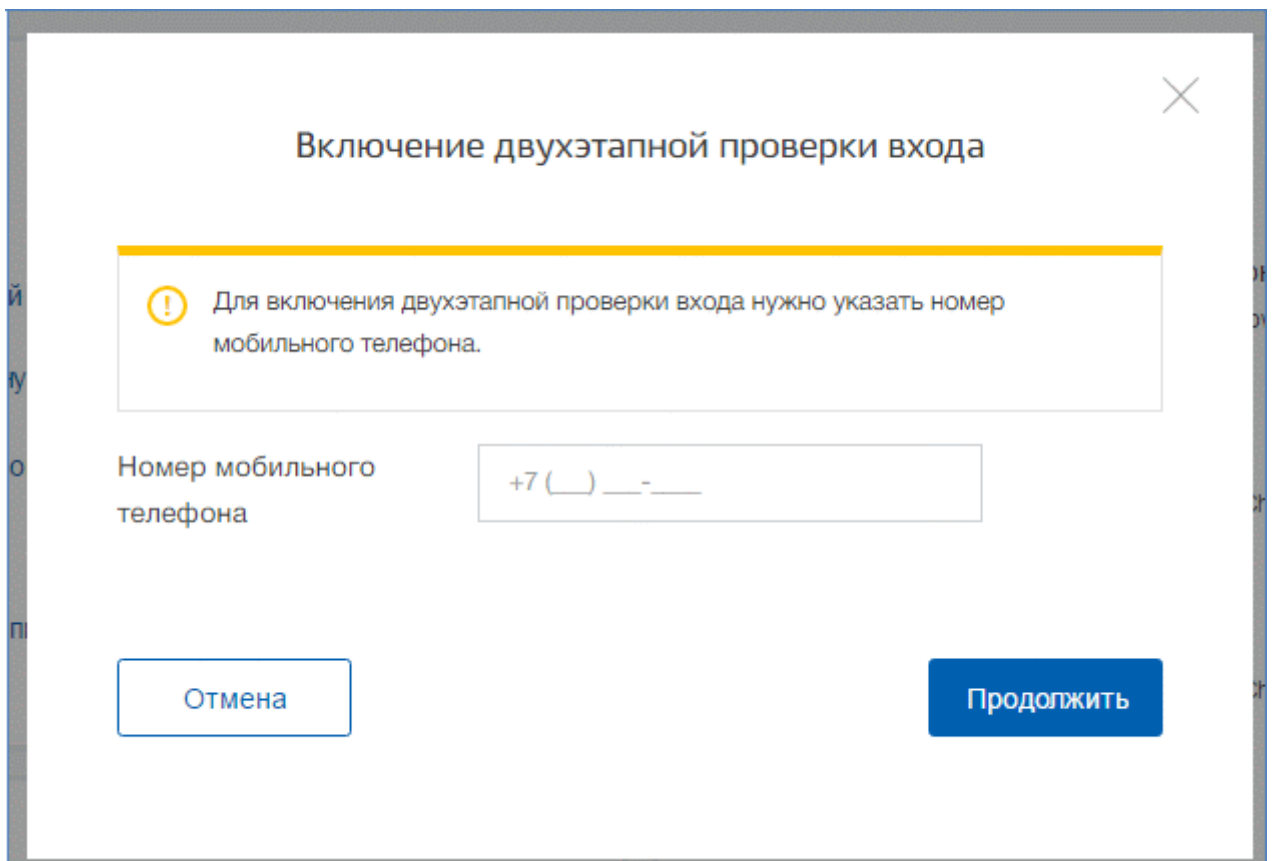 Включение двухэтапной проверки входа
Для включения двухэтапной проверки входа нужно указать номер
мобильного телефона.
Номер мобильного
телефона
+7 (___) ___-____
Отмена
Продолжить